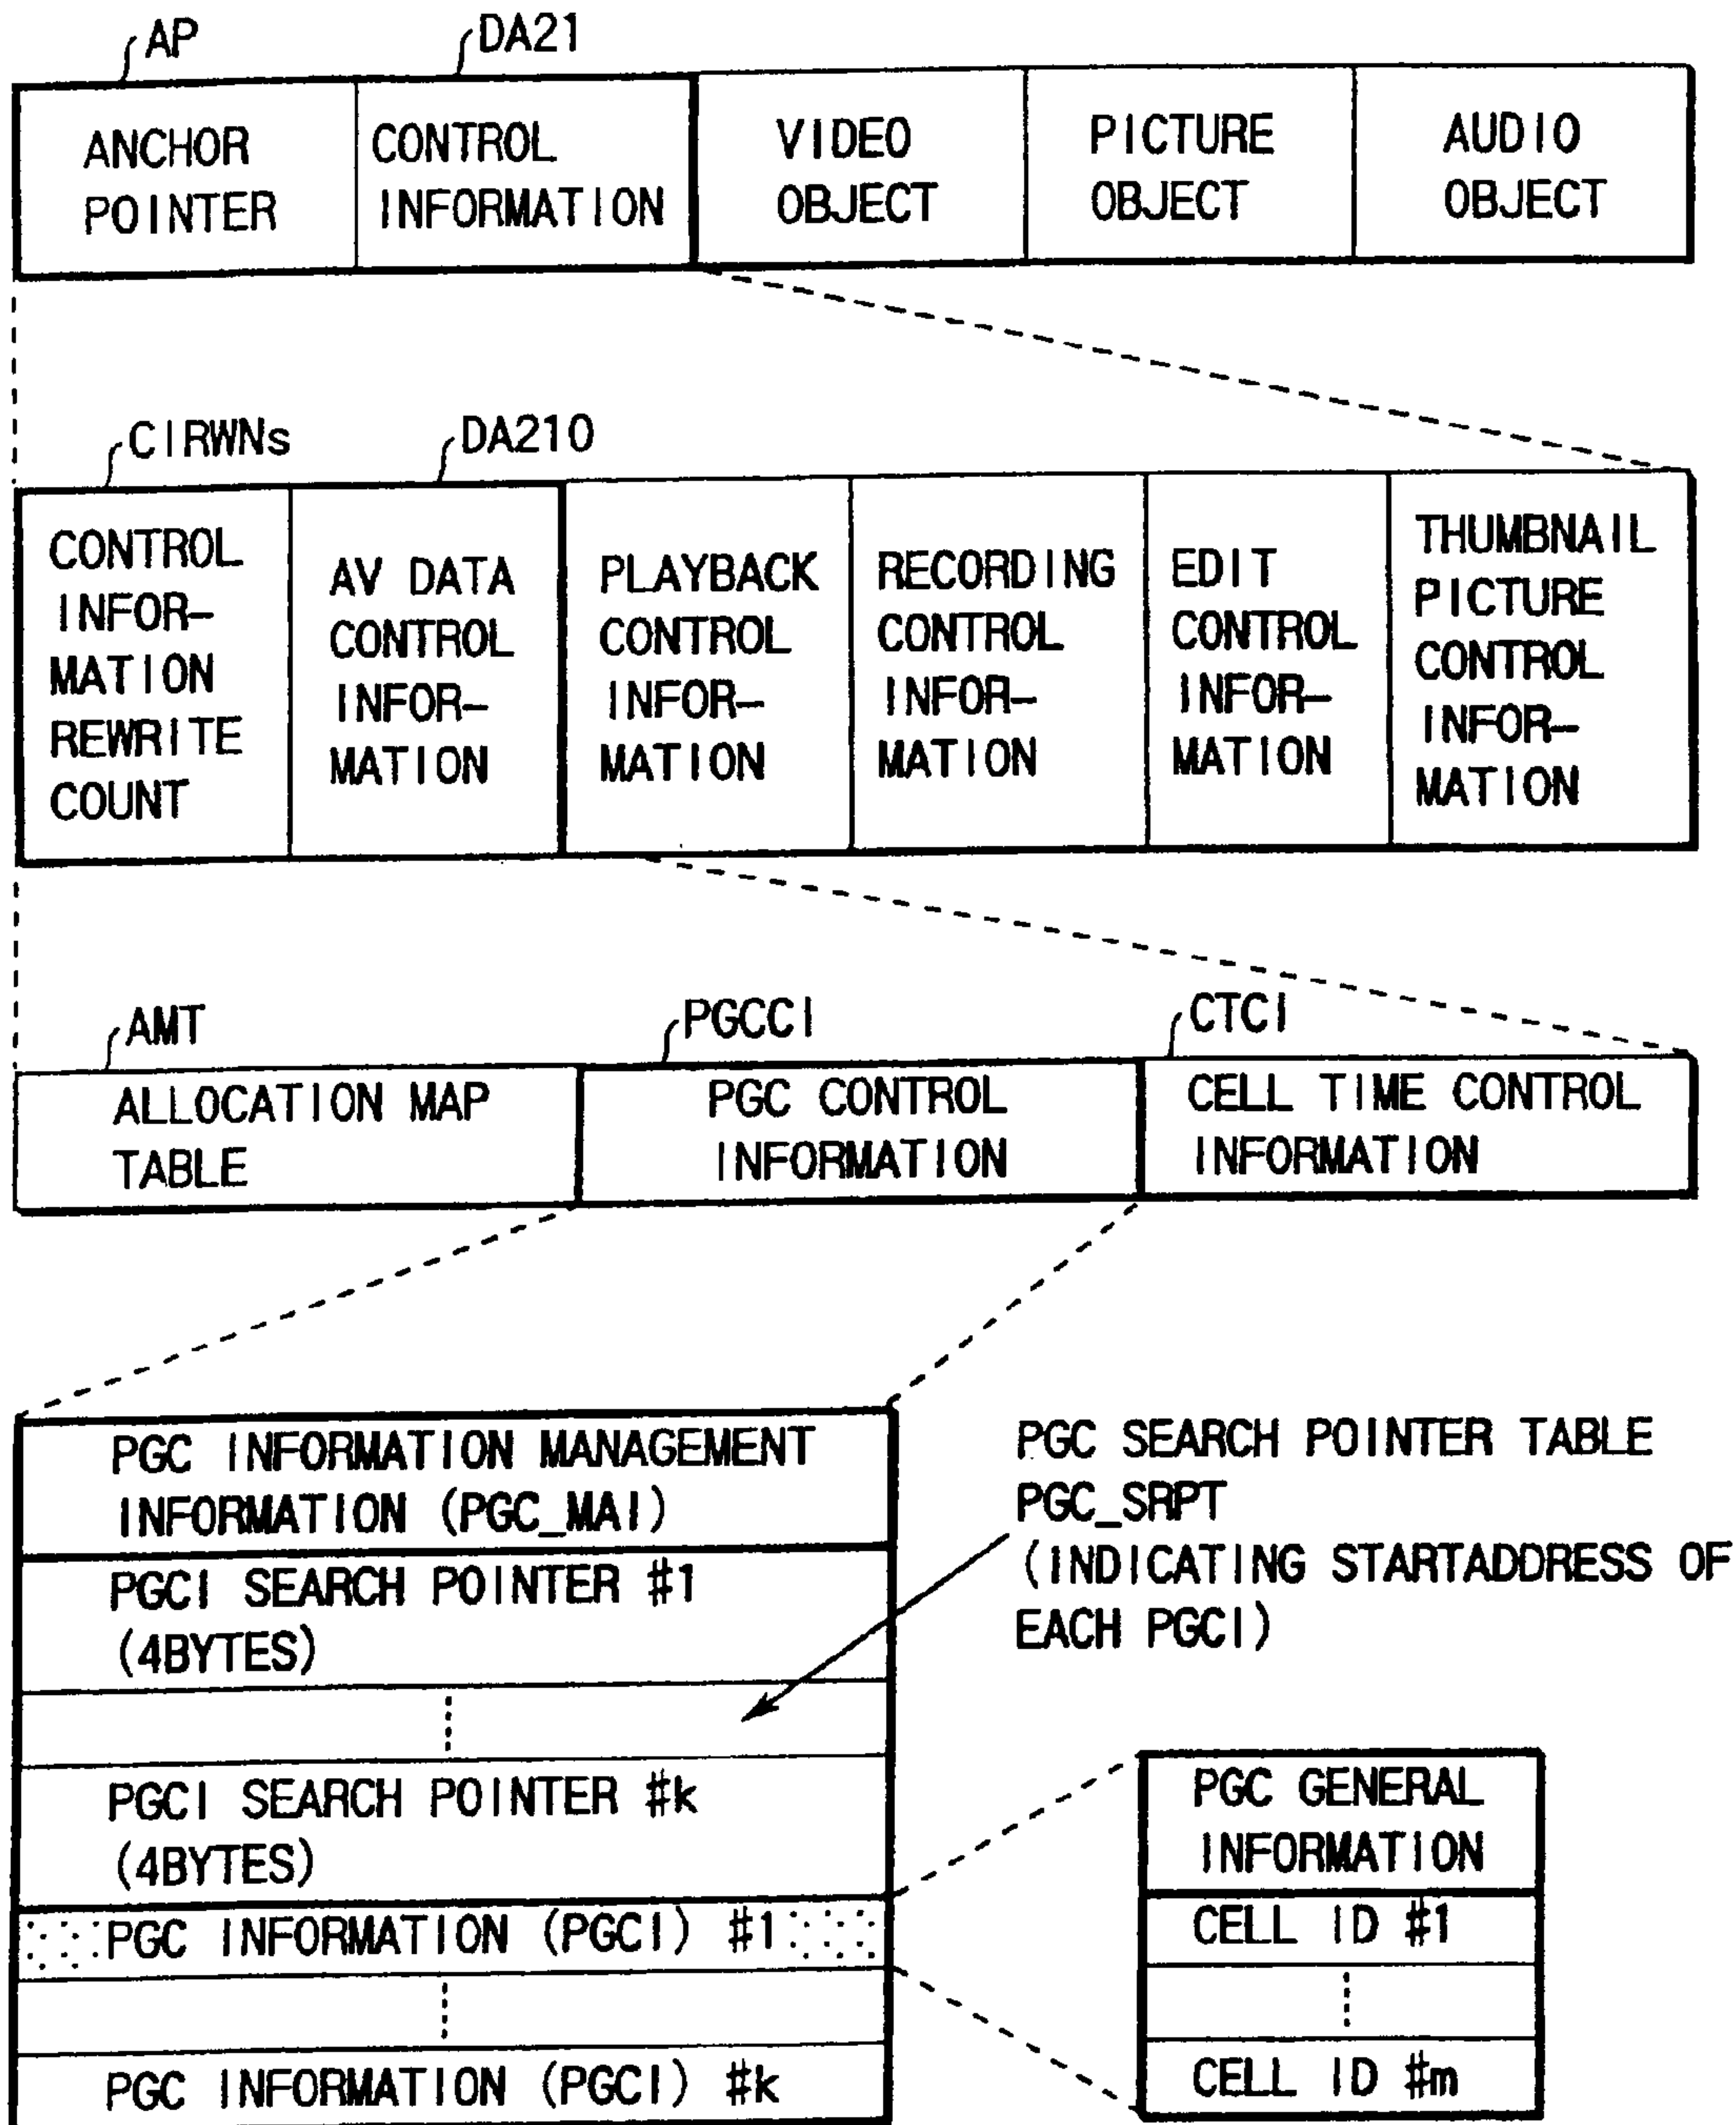 AP
DA21
ANCHOR
POINTER
CONTROL
INFORMATION
VIDEO
OBJECT
PICTURE
OBJECT
AUDIO
OBJECT
CIRWNs
DA210
CONTROL
INFOR-
MATION
REWRITE
COUNT
AV DATA
CONTROL
INFOR-
MATION
PLAYBACK
CONTROL
INFOR-
MATION
RECORDING
CONTROL
INFOR-
MATION
EDIT
CONTROL
INFOR-
MATION
THUMBNAIL
PICTURE
CONTROL
INFOR-
MATION
AMT
PGCCI
CTCI
ALLOCATION MAP
TABLE
PGC CONTROL
INFORMATION
CELL TIME CONTROL
INFORMATION
PGC INFORMATION MANAGEMENT
INFORMATION (PGC_MAI)
PGCI SEARCH POINTER #1
(4BYTES)
PGCI SEARCH POINTER #k
(4BYTES)
PGC INFORMATION (PGCI) #1
PGC INFORMATION (PGCI) #k
PGC SEARCH POINTER TABLE
PGC_SRPT
(INDICATING STARTADDRESS OF
EACH PGCI)
PGC GENERAL
INFORMATION
CELL ID #1
CELL ID #m